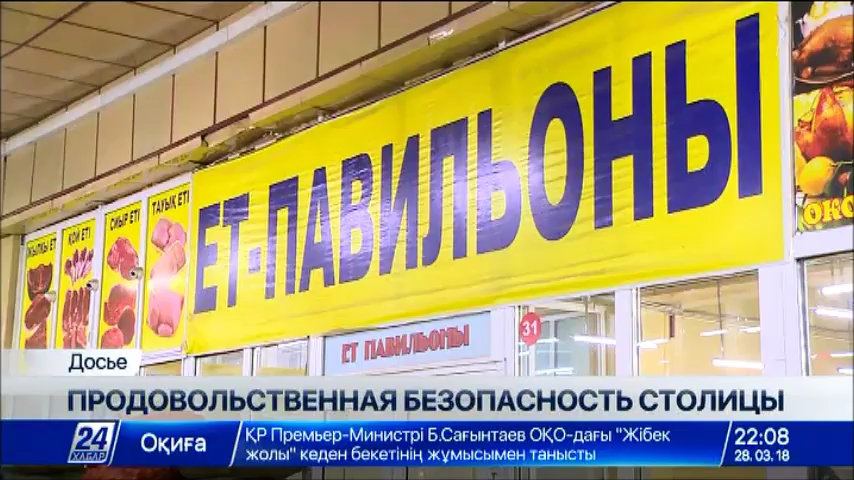 ЖЫЛҚЫ ЕТІ
ҚОЙ ЕТІ
СИЫР ЕТІ
ТАУЫҚ ЕТІ
ЕТ-ПАВИЛЬОНЫ
ЕТ ПАВИЛЬОНЫ
31
Досье
ПРОДОВОЛЬСТВЕННАЯ БЕЗОПАСНОСТЬ СТОЛИЦЫ
24
ХАБАР
Оқиға
ҚР Премьер-Министрі Б.Сағынтаев ОҚО-дағы "Жібек
жолы" кеден бекетінің жұмысымен танысты
22:08
28.03.18